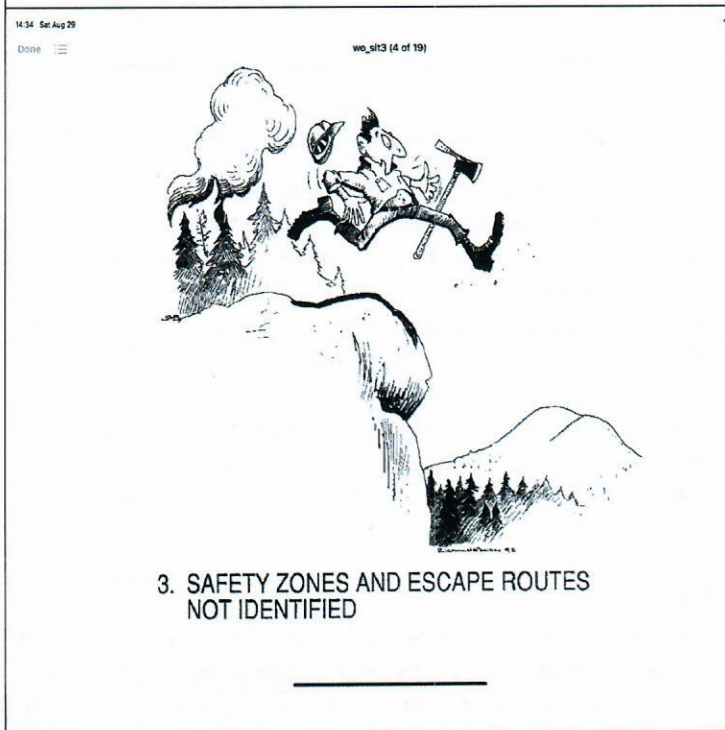 14:34 Sat Aug 29
Done
wo_slt3 (4 of 19)
3. SAFETY ZONES AND ESCAPE ROUTES
NOT IDENTIFIED